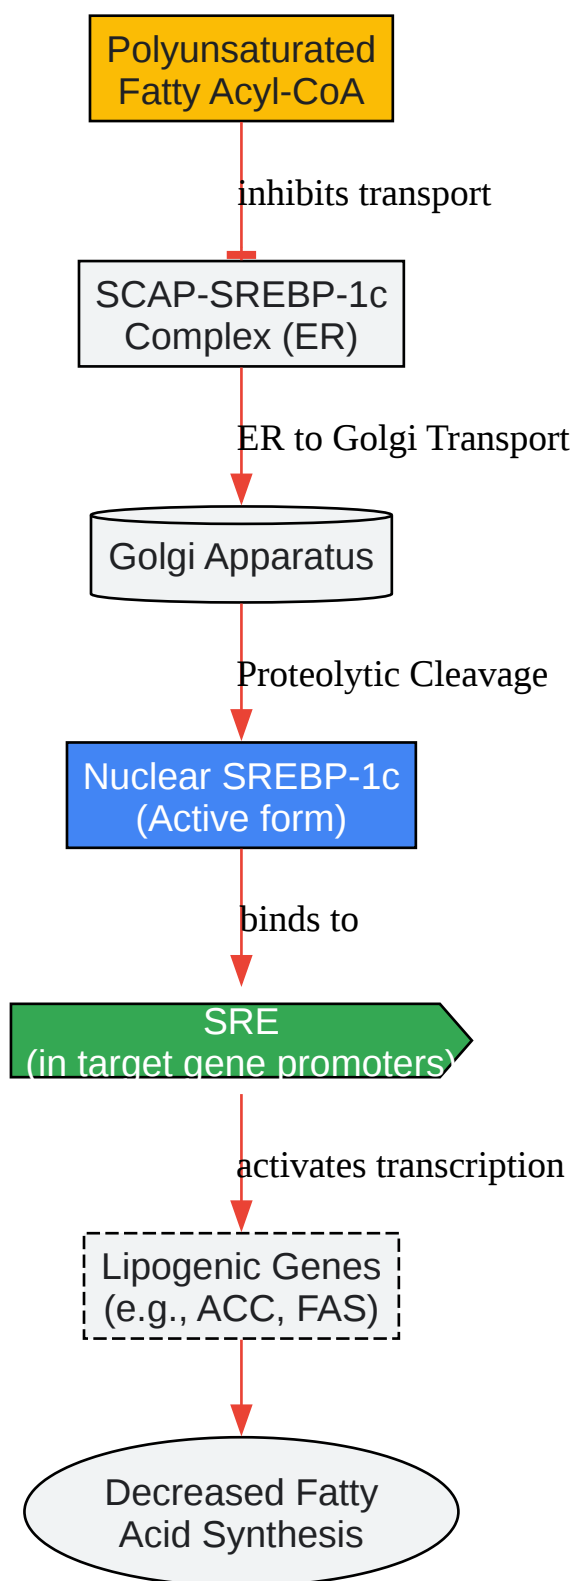 Polyunsaturated
Fatty Acyl-CoA
inhibits transport
SCAP-SREBP-1c
Complex (ER)
ER to Golgi Transport
Golgi Apparatus
Proteolytic Cleavage
Nuclear SREBP-1c
(Active form)
binds to
SRE
(in target gene promoters)
activates transcription
Lipogenic Genes
(e.g., ACC, FAS)
Decreased Fatty
Acid Synthesis